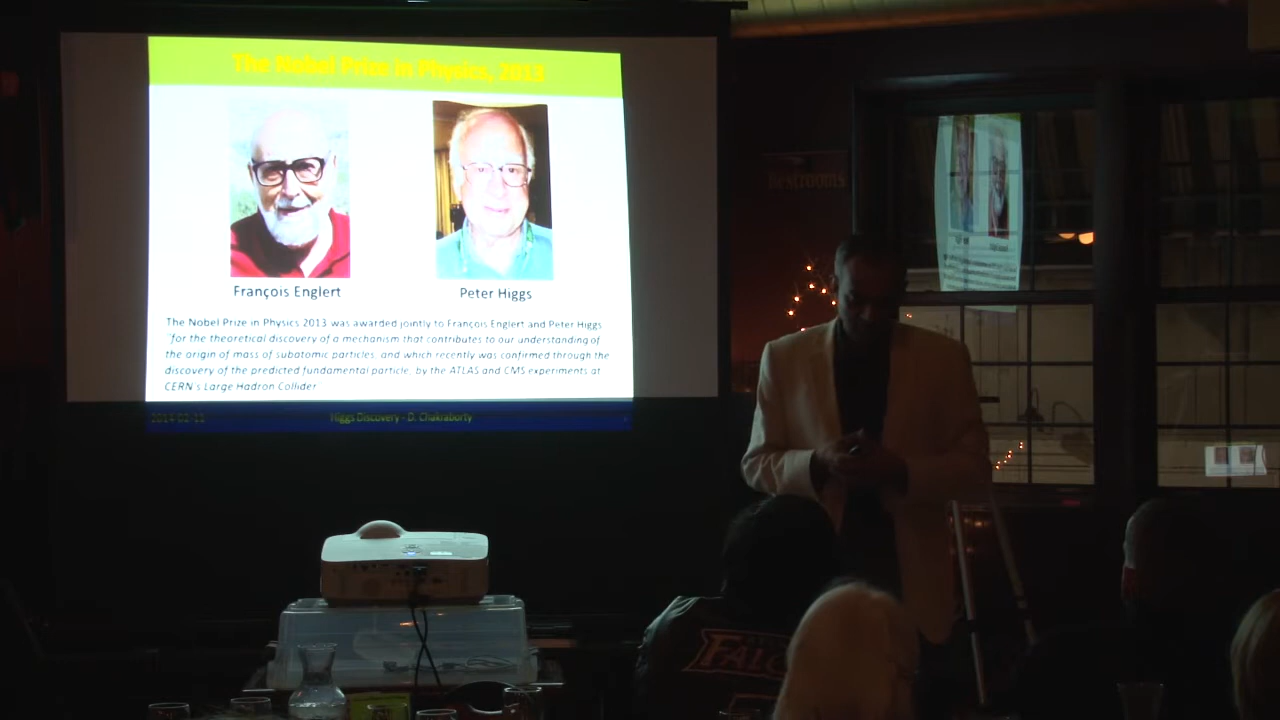 The Nobel Prize in Physics, 2013
François Englert
Peter Higgs
The Nobel Prize in Physics 2013 was awarded jointly to François Englert and Peter Higgs
"for the theoretical discovery of a mechanism that contributes to our understanding of
the origin of mass of subatomic particles, and which recently was confirmed through the
discovery of the predicted fundamental particle, by the ATLAS and CMS experiments at
CERN's Large Hadron Collider
Higgs Discovery - D. Chakraborty
Restrooms